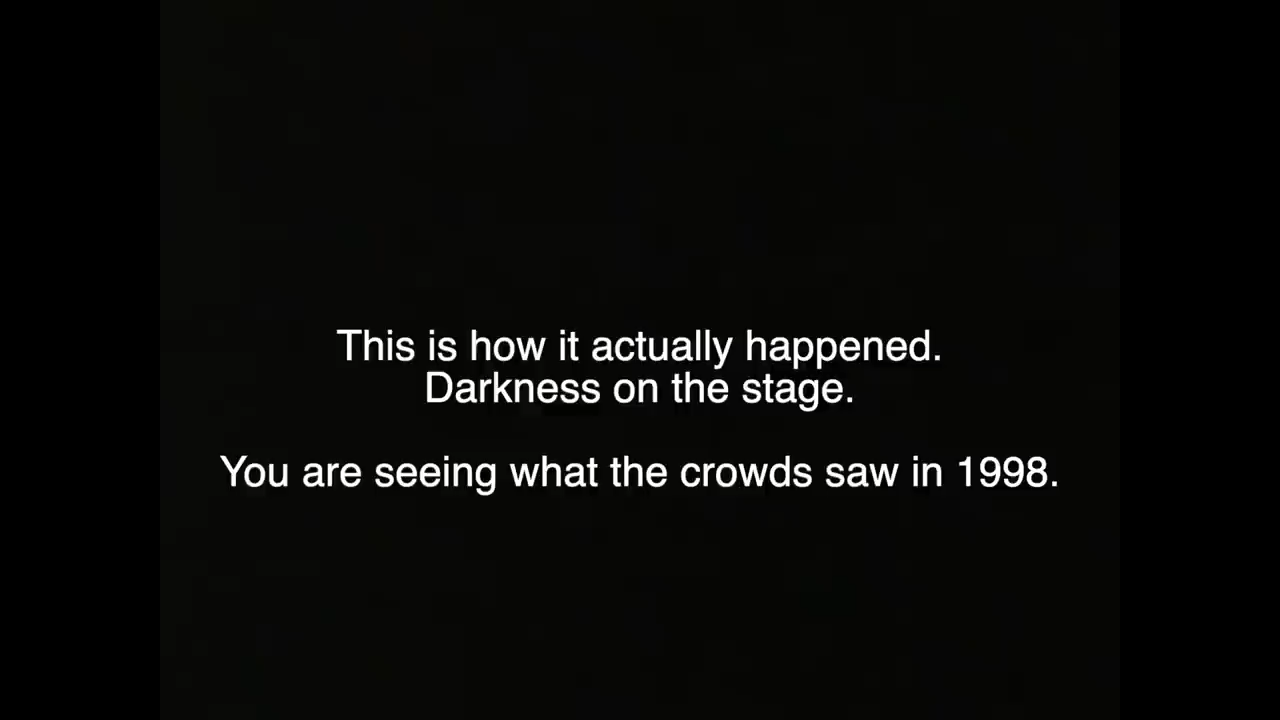 This is how it actually happened.
Darkness on the stage.
You are seeing what the crowds saw in 1998.